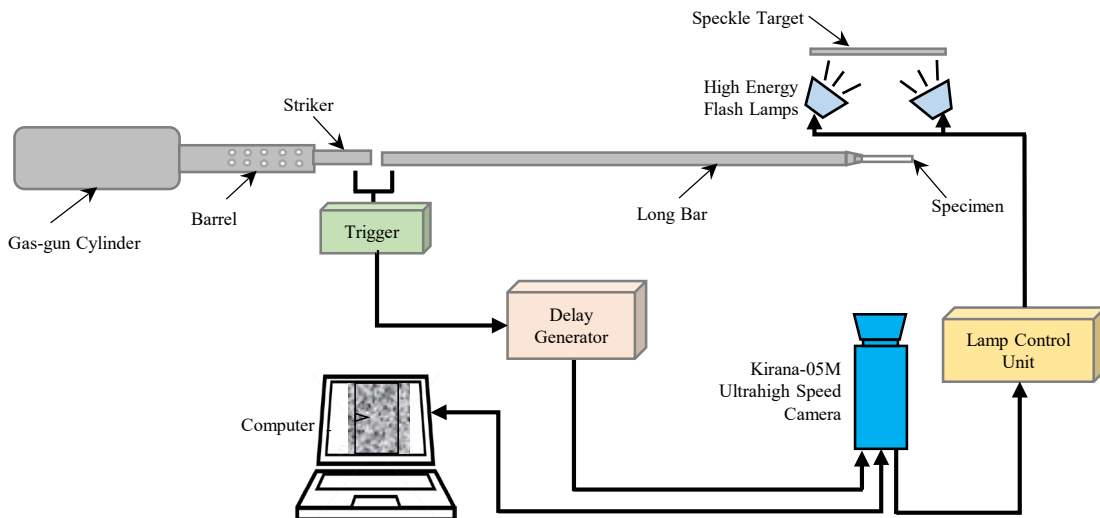 Speckle Target
High Energy
Flash Lamps
Striker
Barrel
Gas-gun Cylinder
Trigger
Long Bar
Specimen
Delay
Generator
Kirana-05M
Ultrahigh Speed
Camera
Lamp Control
Unit
Computer